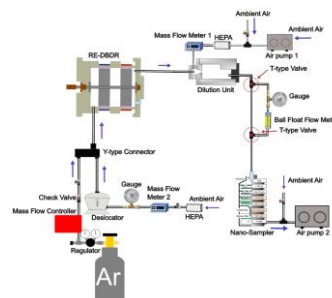 Ambient Air
Mass Flow Meter 1
HEPA
RE-DBDR
Air pump 1
T-type Valve
Dilution Unit
Gauge
Ball Float Flow Met
T-type Valve
Y-type Connector
Gauge
Mass Flow
Meter 2
Ambient Air
Ambient Air
Check Valve
Mass Flow Controller
Desiccator
HEPA
Nano-Sampler
Air pump 2
Regulator
Ar